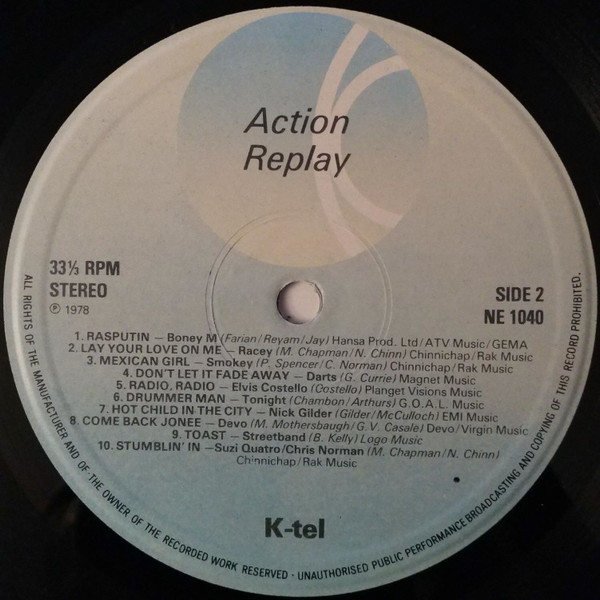 Action
Replay
33⅓ RPM
STEREO
Ⓟ 1978
SIDE 2
NE 1040
1. RASPUTIN – Boney M (Farian/Reyam/Jay) Hansa Prod. Ltd/ATV Music/GEMA
2. LAY YOUR LOVE ON ME – Racey (M. Chapman/N. Chinn) Chinnichap/Rak Music
3. MEXICAN GIRL – Smokey (P. Spencer/C. Norman) Chinnichap/Rak Music
4. DON'T LET IT FADE AWAY – Darts (G. Currie) Magnet Music
5. RADIO, RADIO – Elvis Costello (Costello) Planget Visions Music
6. DRUMMER MAN – Tonight (Chambon/Arthurs) G.O.A.L. Music
7. HOT CHILD IN THE CITY – Nick Gilder (Gilder/McCulloch) EMI Music
8. COME BACK JONEE – Devo (M. Mothersbaugh/G.V. Casale) Devo/Virgin Music
9. TOAST – Streetband (B. Kelly) Logo Music
10. STUMBLIN' IN –Suzi Quatro/Chris Norman (M. Chapman/N. Chinn)
Chinnichap/Rak Music
K-tel
ALL RIGHTS OF THE MANUFACTURER AND OF THE OWNER OF THE RECORDED WORK RESERVED · UNAUTHORISED PUBLIC PERFORMANCE BROADCASTING AND COPYING OF THIS RECORD PROHIBITED.